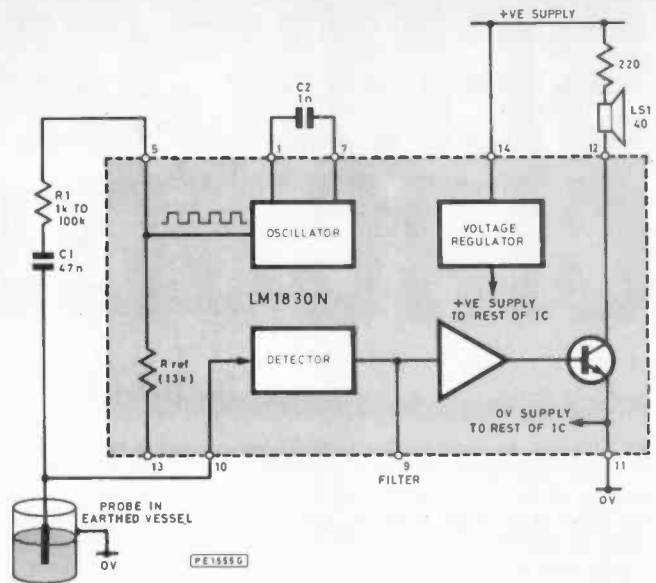 +VE SUPPLY
220
LS1
40
C2
1n
5
1
7
14
12
R1
1k TO
100k
C1
47n
OSCILLATOR
VOLTAGE
REGULATOR
LM1830N
+VE SUPPLY
TO REST OF IC
R ref
(13k)
DETECTOR
0V SUPPLY
TO REST OF IC
13
10
9
11
FILTER
0V
PROBE IN
EARTHED VESSEL
0V
PE1555G